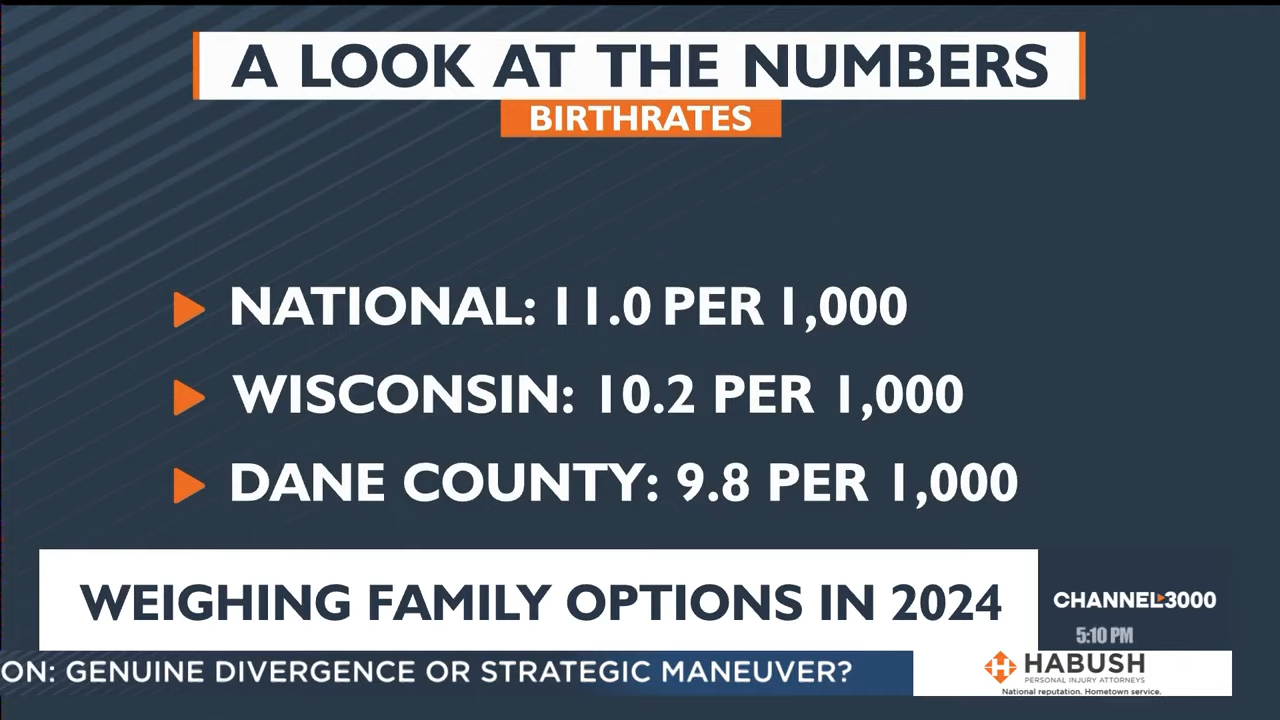 A LOOK AT THE NUMBERS
BIRTHRATES
NATIONAL: 11.0 PER 1,000
WISCONSIN: 10.2 PER 1,000
DANE COUNTY: 9.8 PER 1,000
WEIGHING FAMILY OPTIONS IN 2024
CHANNEL3000
5:10 PM
ON: GENUINE DIVERGENCE OR STRATEGIC MANEUVER?
HABUSH
PERSONAL INJURY ATTORNEYS
National reputation. Hometown service.